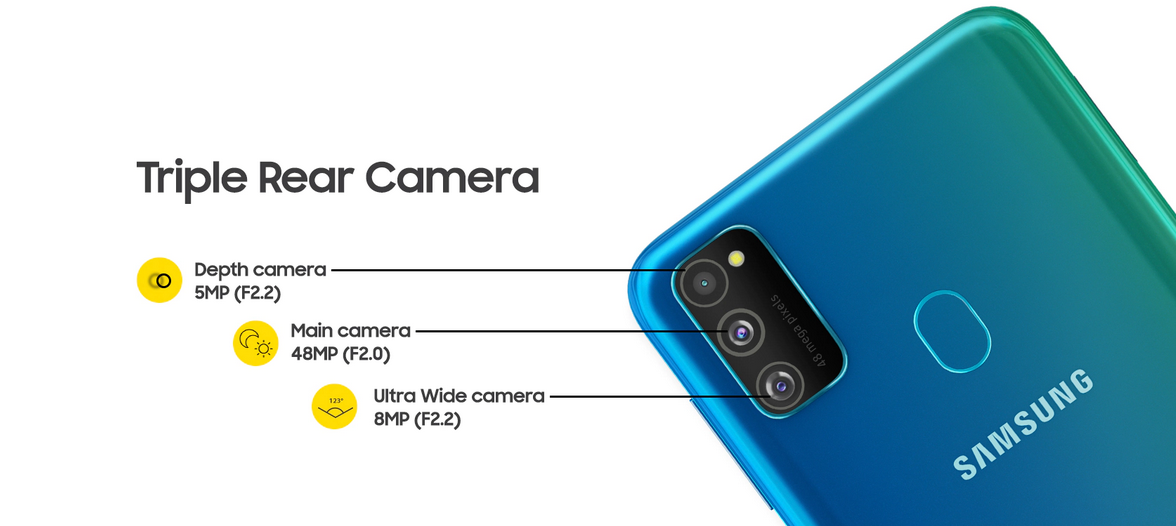 Triple Rear Camera
Depth camera
5MP (F2.2)
Main camera
48MP (F2.0)
123°
Ultra Wide camera
8MP (F2.2)
48 mega pixels
SAMSUNG